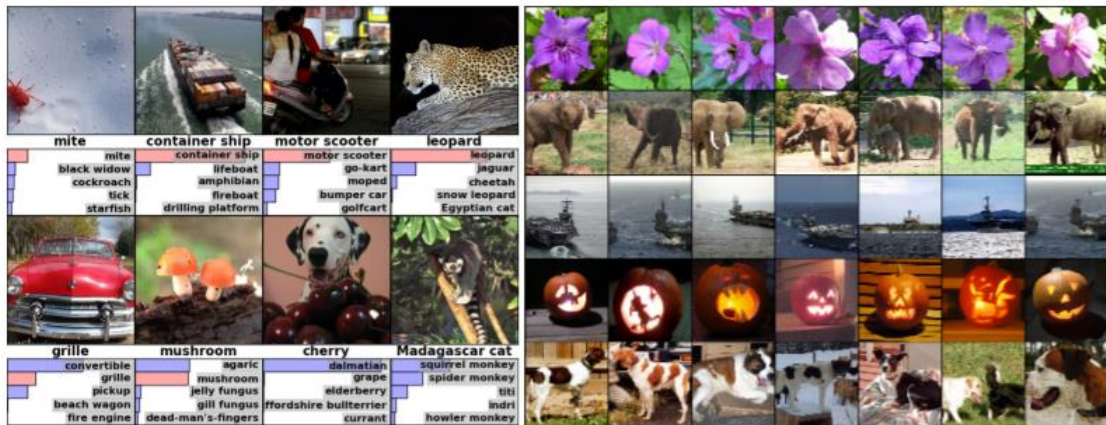 mite
container ship
motor scooter
leopard
mite
black widow
cockroach
tick
starfish
container ship
lifeboat
amphibian
fireboat
drilling platform
motor scooter
go-kart
moped
bumper car
golfcart
leopard
jaguar
cheetah
snow leopard
Egyptian cat
grille
mushroom
cherry
Madagascar cat
convertible
grille
pickup
beach wagon
fire engine
agaric
mushroom
jelly fungus
gill fungus
dead-man's-fingers
dalmatian
grape
elderberry
ffordshire bullterrier
currant
squirrel monkey
spider monkey
titi
indri
howler monkey